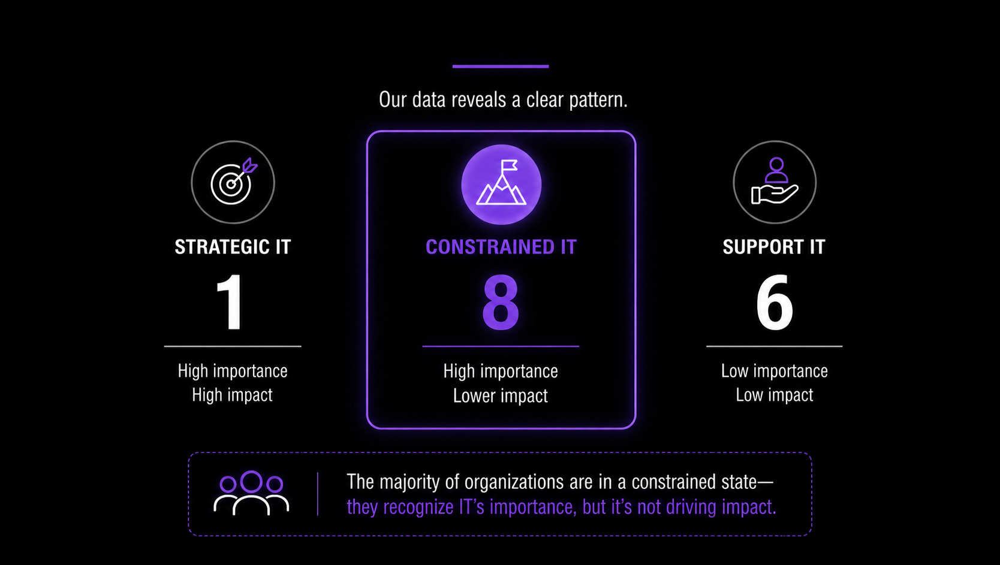 Our data reveals a clear pattern.
STRATEGIC IT
1
High importance
High impact
CONSTRAINED IT
8
High importance
Lower impact
SUPPORT IT
6
Low importance
Low impact
The majority of organizations are in a constrained state—
they recognize IT’s importance, but it’s not driving impact.